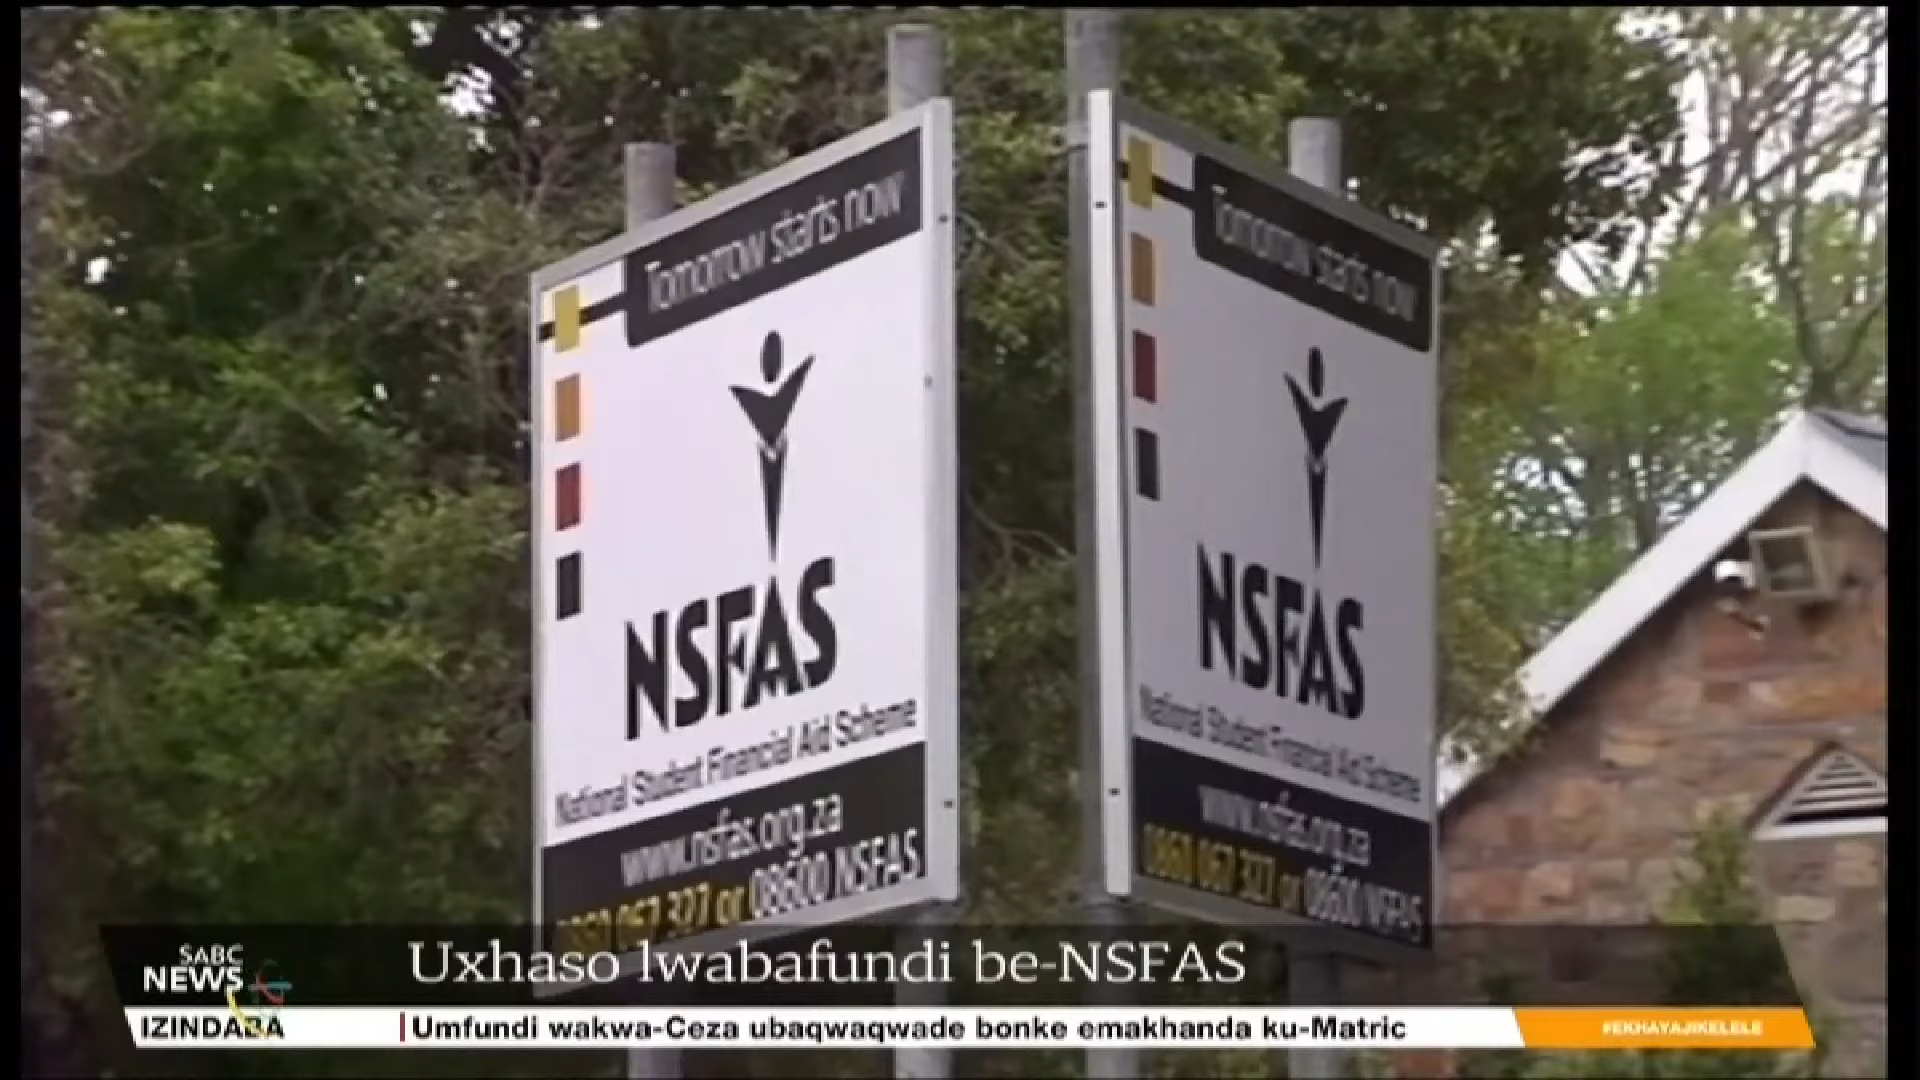 Tomorrow starts now
NSFAS
National Student Financial Aid Scheme
www.nsfas.org.za
0860 067 327 or 08600 NSFAS
Tomorrow starts now
NSFAS
National Student Financial Aid Scheme
www.nsfas.org.za
0860 067 327 or 08600 NSFAS
SABC
NEWS
Uxhaso lwabafundi be-NSFAS
IZINDABA
Umfundi wakwa-Ceza ubaqwaqwade bonke emakhanda ku-Matric
#EKHAYAJIKELELE